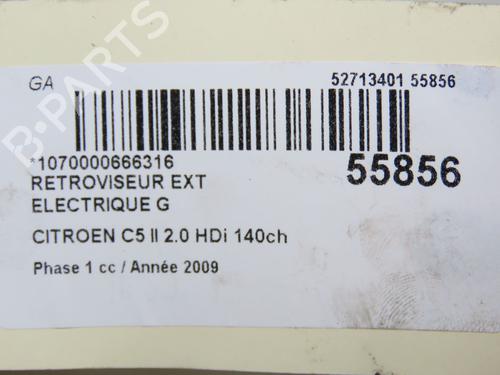 GA
52713401 55856
*1070000666316
55856
RETROVISEUR EXT
ELECTRIQUE G
CITROEN C5 II 2.0 HDi 140ch
Phase 1 cc / Année 2009
B-PARTS